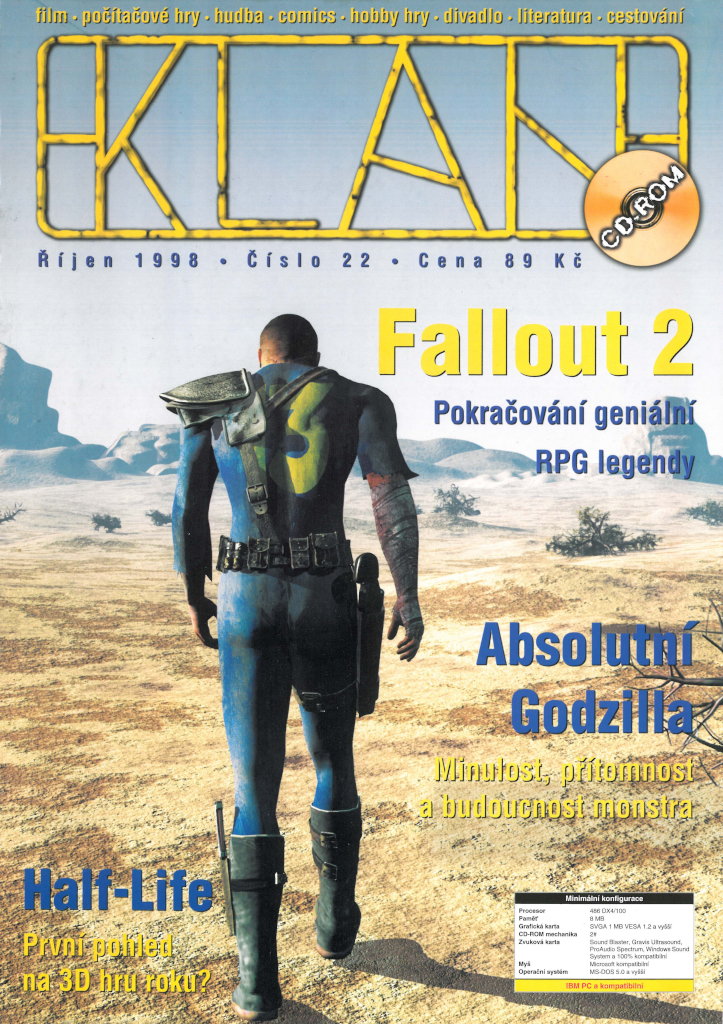 film · počítačové hry · hudba · comics · hobby hry · divadlo · literatura · cestování
KLAN
CD-ROM
Říjen 1998 • Číslo 22 • Cena 89 Kč
Fallout 2
Pokračování geniální
RPG legendy
13
Absolutní
Godzilla
Minulost, přítomnost
a budoucnost monstra
Half-Life
První pohled
na 3D hru roku?
Minimální konfigurace
Procesor 486 DX4/100
Paměť 8 MB
Grafická karta SVGA 1 MB VESA 1.2 a vyšší
CD-ROM mechanika 2#
Zvuková karta Sound Blaster, Gravis Ultrasound,
ProAudio Spectrum, Windows Sound
System a 100% kompatibilní
Myš Microsoft kompatibilní
Operační systém MS-DOS 5.0 a vyšší
IBM PC a kompatibilní